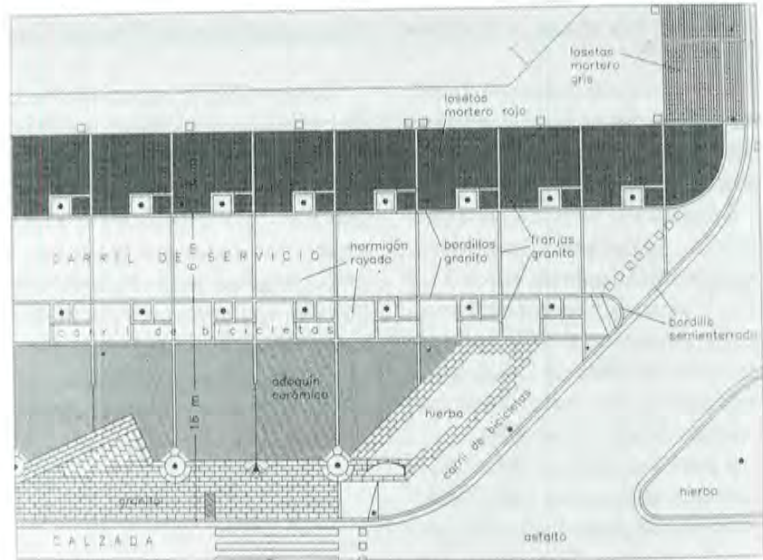 losetas
mortero
gris
losetas
mortero rojo
CARRIL DE SERVICIO
hormigón
rayado
bordillos
granito
franjas
granito
carril de bicicletas
bordillo
semienterrado
adoquín
cerámico
16 m
hierba
carril de bicicletas
granito
hierba
CALZADA
asfalto